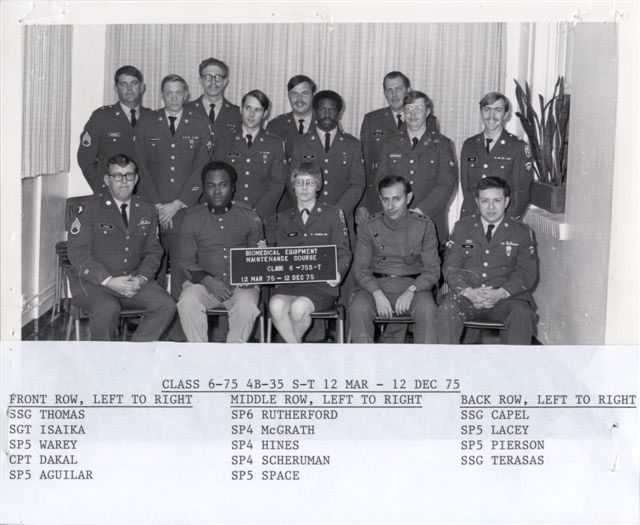 BIOMEDICAL EQUIPMENT
MAINTENANCE COURSE
CLASS 6-75S-T
12 MAR 75 - 12 DEC 75
CLASS 6-75 4B-35 S-T 12 MAR - 12 DEC 75
FRONT ROW, LEFT TO RIGHT
SSG THOMAS
SGT ISAIKA
SP5 WAREY
CPT DAKAL
SP5 AGUILAR
MIDDLE ROW, LEFT TO RIGHT
SP6 RUTHERFORD
SP4 McGRATH
SP4 HINES
SP4 SCHERUMAN
SP5 SPACE
BACK ROW, LEFT TO RIGHT
SSG CAPEL
SP5 LACEY
SP5 PIERSON
SSG TERASAS